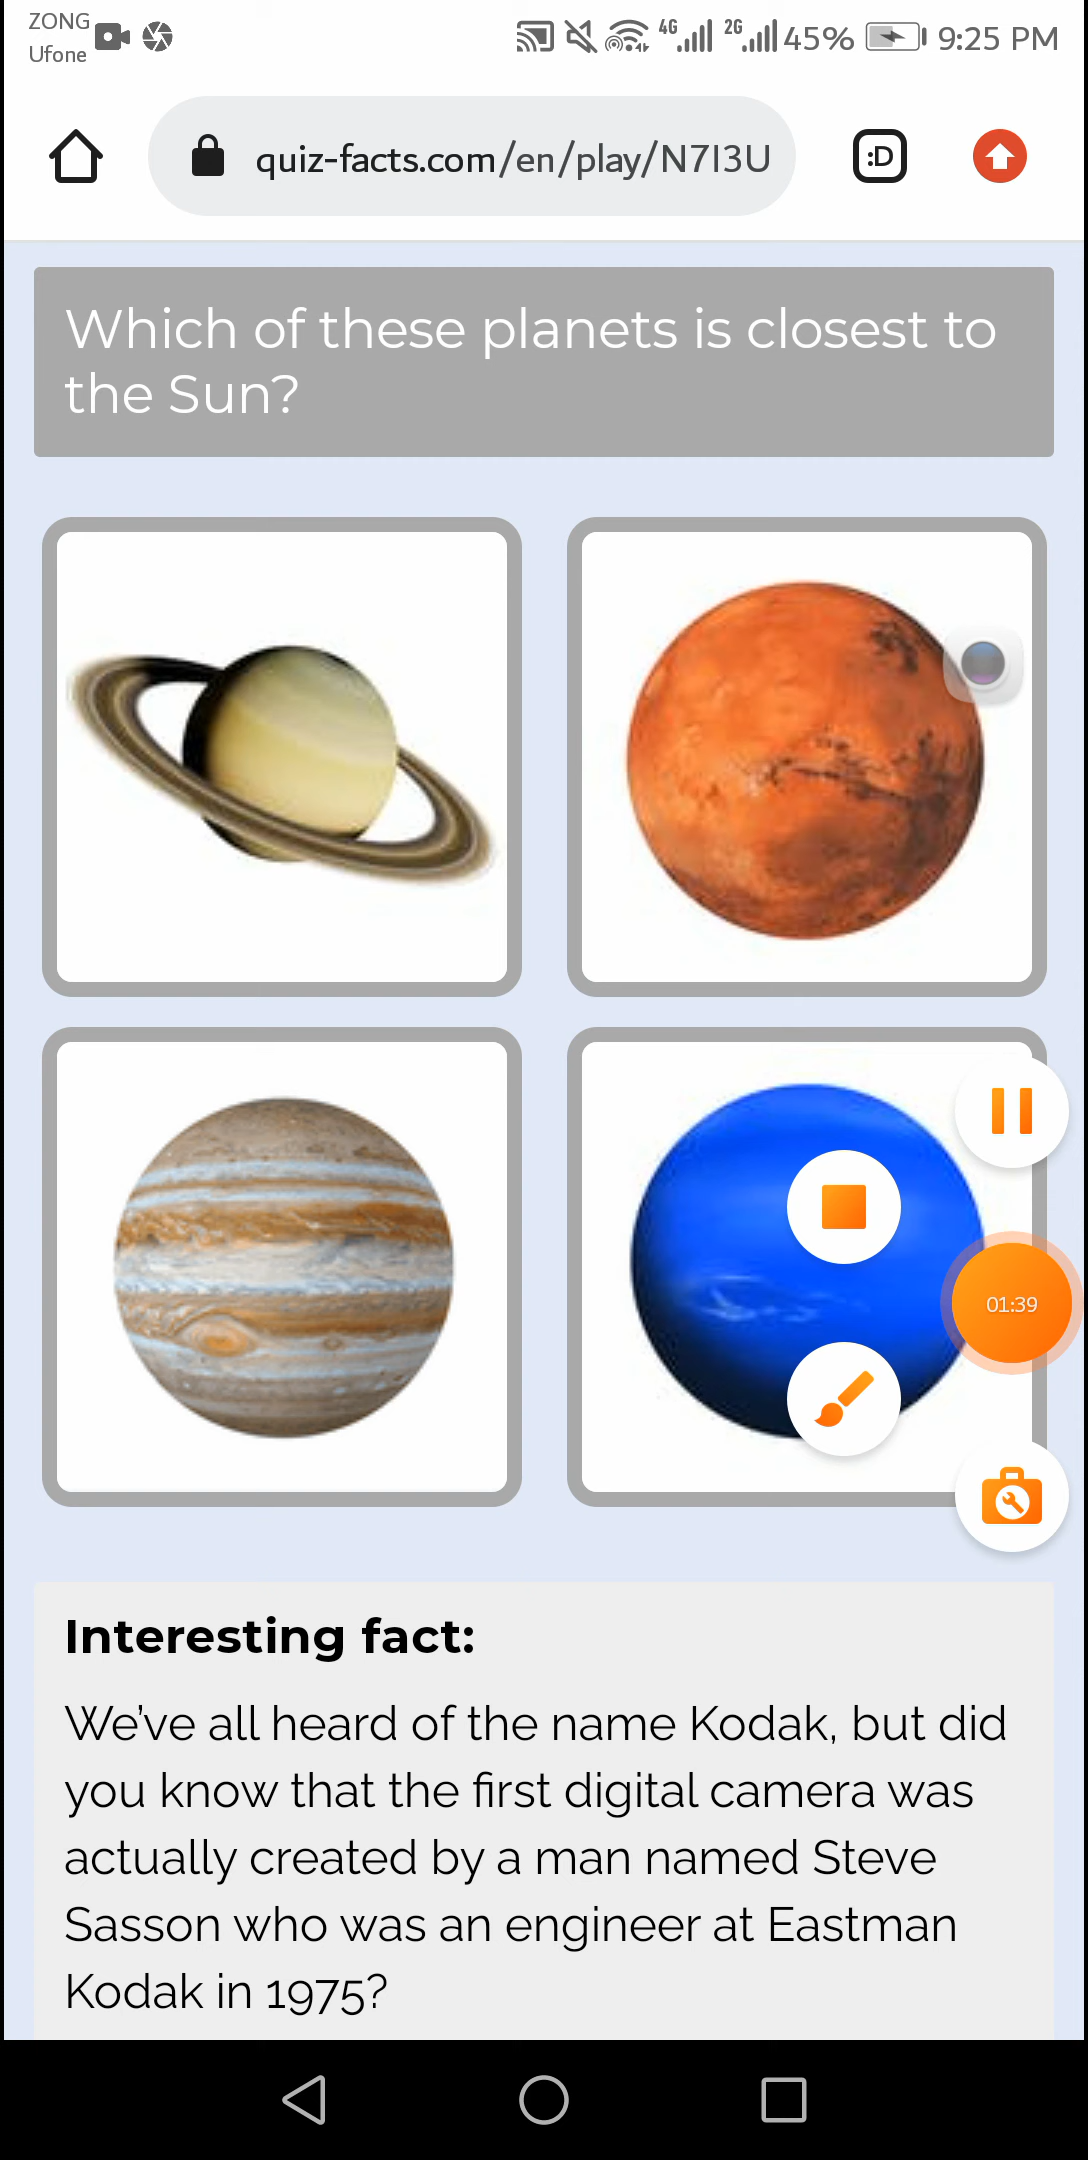 ZONG
Ufone
4G 2G 45% 9:25 PM
quiz-facts.com/en/play/N7I3U
:D
Which of these planets is closest to
the Sun?
01:39
Interesting fact:
We’ve all heard of the name Kodak, but did
you know that the first digital camera was
actually created by a man named Steve
Sasson who was an engineer at Eastman
Kodak in 1975?